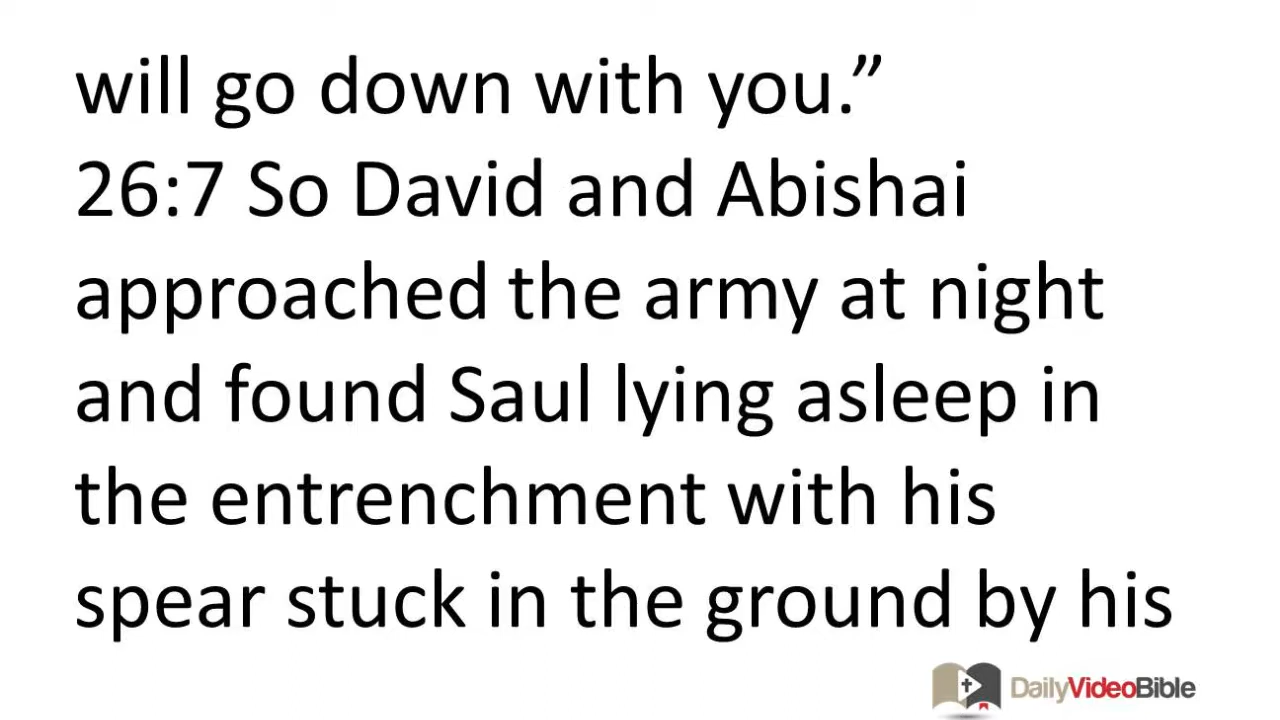 will go down with you.”
26:7 So David and Abishai
approached the army at night
and found Saul lying asleep in
the entrenchment with his
spear stuck in the ground by his
DailyVideoBible